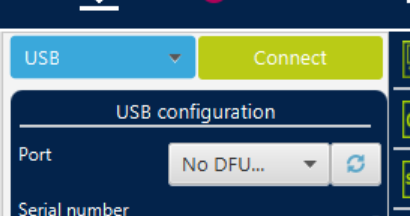 USB
Connect
USB configuration
Port
No DFU...
Serial number